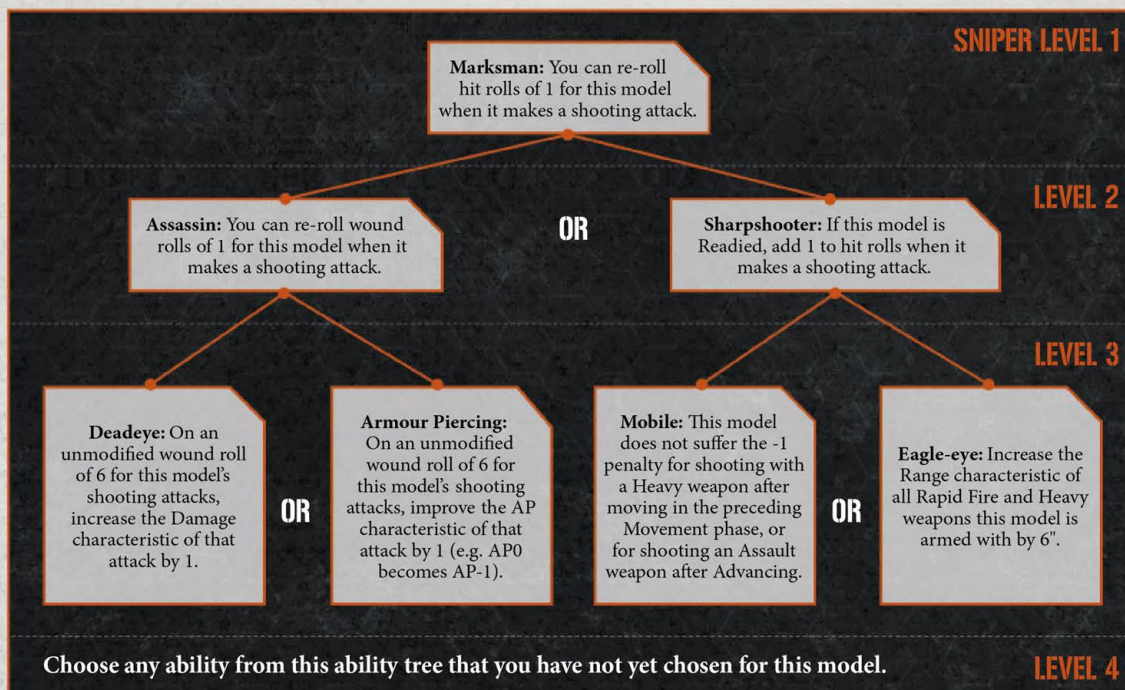 SNIPER LEVEL 1
Marksman: You can re-roll
hit rolls of 1 for this model
when it makes a shooting attack.
LEVEL 2
Assassin: You can re-roll wound
rolls of 1 for this model when it
makes a shooting attack.
OR
Sharpshooter: If this model is
Readied, add 1 to hit rolls when it
makes a shooting attack.
LEVEL 3
Deadeye: On an
unmodified wound roll
of 6 for this model's
shooting attacks,
increase the Damage
characteristic of that
attack by 1.
OR
Armour Piercing:
On an unmodified
wound roll of 6 for
this model's shooting
attacks, improve the AP
characteristic of that
attack by 1 (e.g. AP0
becomes AP-1).
Mobile: This model
does not suffer the -1
penalty for shooting with
a Heavy weapon after
moving in the preceding
Movement phase, or
for shooting an Assault
weapon after Advancing.
OR
Eagle-eye: Increase the
Range characteristic of
all Rapid Fire and Heavy
weapons this model is
armed with by 6".
Choose any ability from this ability tree that you have not yet chosen for this model.
LEVEL 4